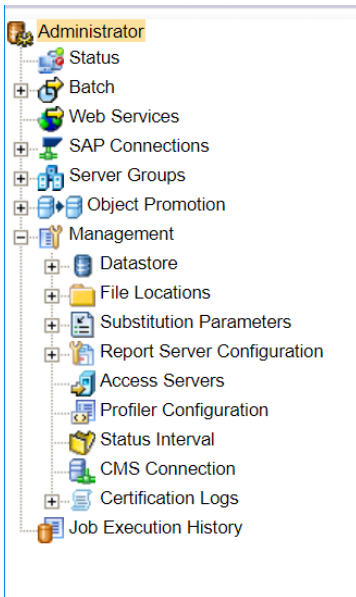 Administrator
Status
Batch
Web Services
SAP Connections
Server Groups
Object Promotion
Management
Datastore
File Locations
Substitution Parameters
Report Server Configuration
Access Servers
Profiler Configuration
Status Interval
CMS Connection
Certification Logs
Job Execution History